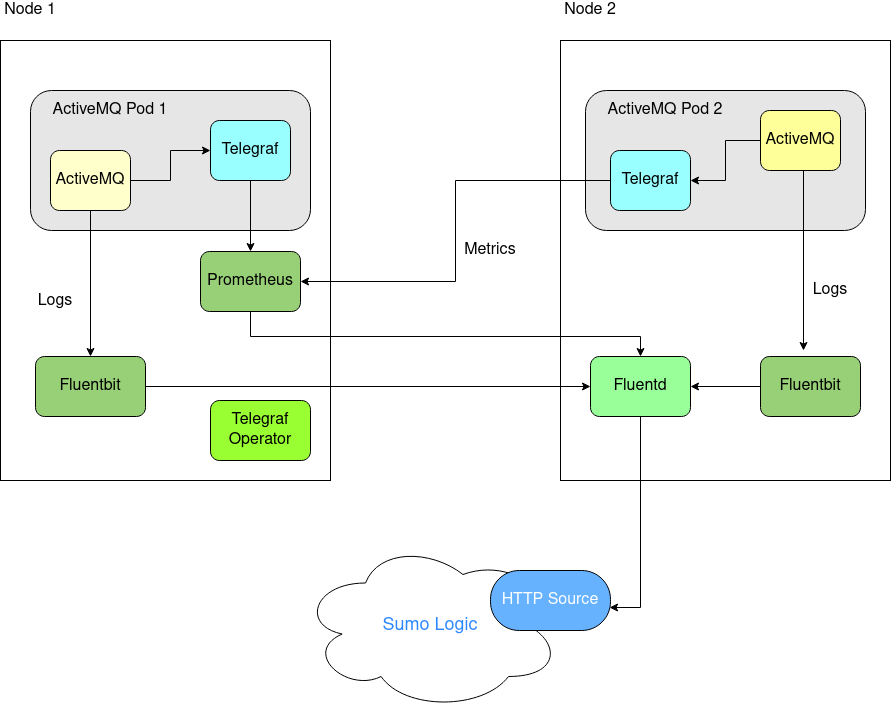 Node 1
Node 2
ActiveMQ Pod 1
Telegraf
ActiveMQ
ActiveMQ Pod 2
ActiveMQ
Telegraf
Metrics
Prometheus
Logs
Logs
Fluentbit
Fluentd
Fluentbit
Telegraf
Operator
HTTP Source
Sumo Logic